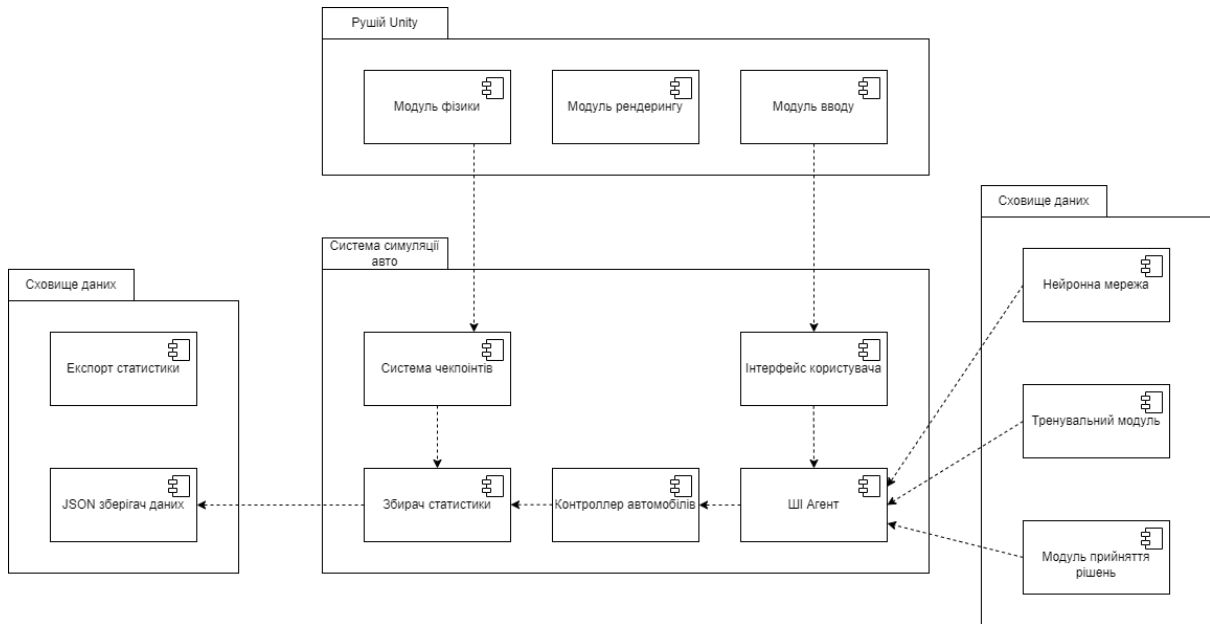 Рушій Unity
Модуль фізики
Модуль рендерингу
Модуль вводу
Сховище даних
Нейронна мережа
Тренувальний модуль
Модуль прийняття
рішень
Система симуляції
авто
Система чекпоінтів
Інтерфейс користувача
Збирач статистики
Контроллер автомобілів
ШІ Агент
Сховище даних
Експорт статистики
JSON зберігач даних